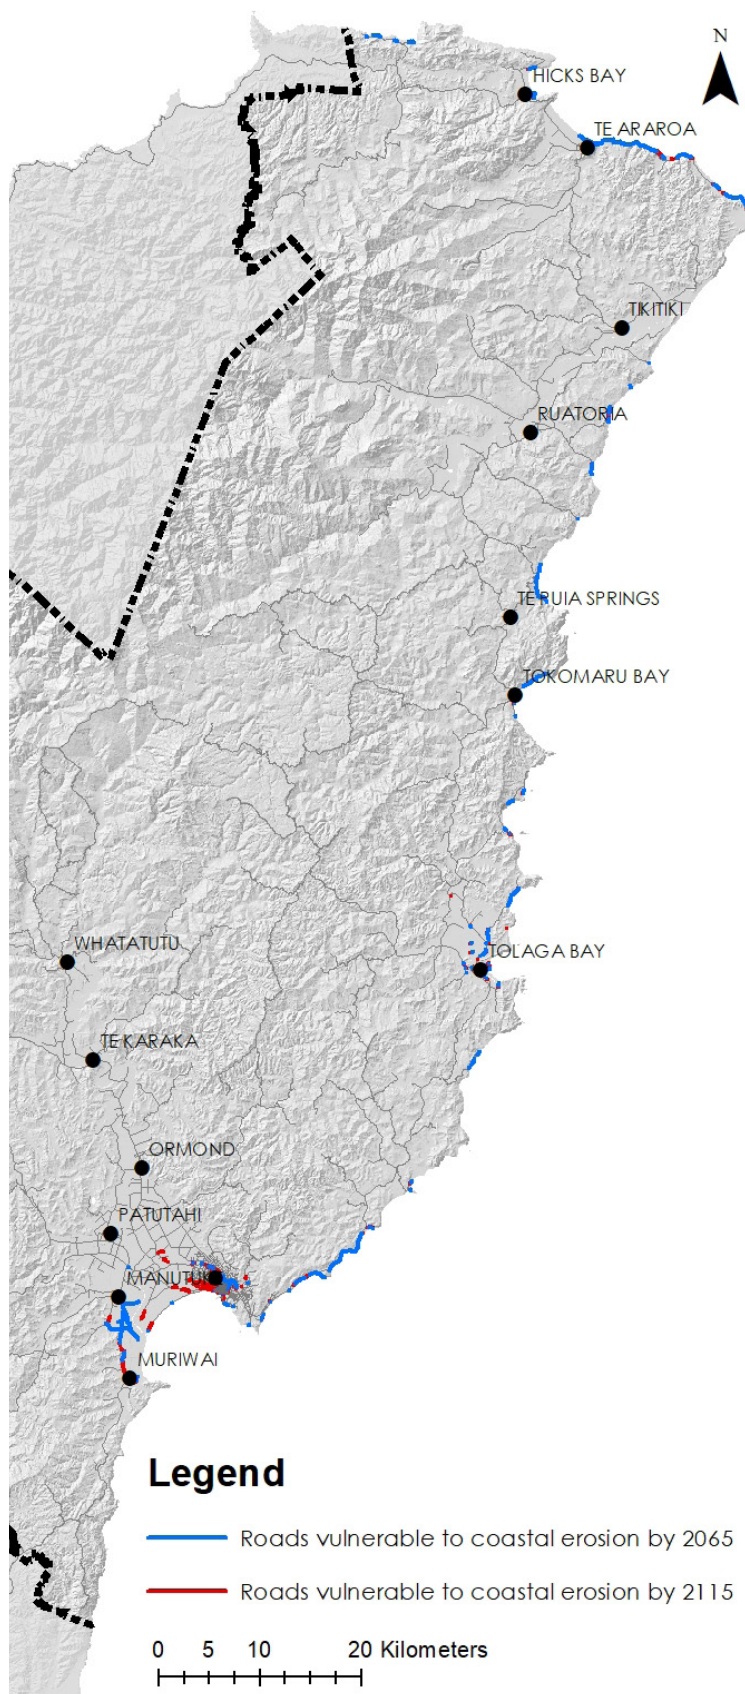 N
HICKS BAY
TE ARAROA
TIKITIKI
RUATORIA
TE PUIA SPRINGS
TOKOMARU BAY
WHATATUTU
TOLAGA BAY
TE KARAKA
ORMOND
PATUTAHI
MANUTUK
MURIWAI
Legend
Roads vulnerable to coastal erosion by 2065
Roads vulnerable to coastal erosion by 2115
0 5 10 20 Kilometers